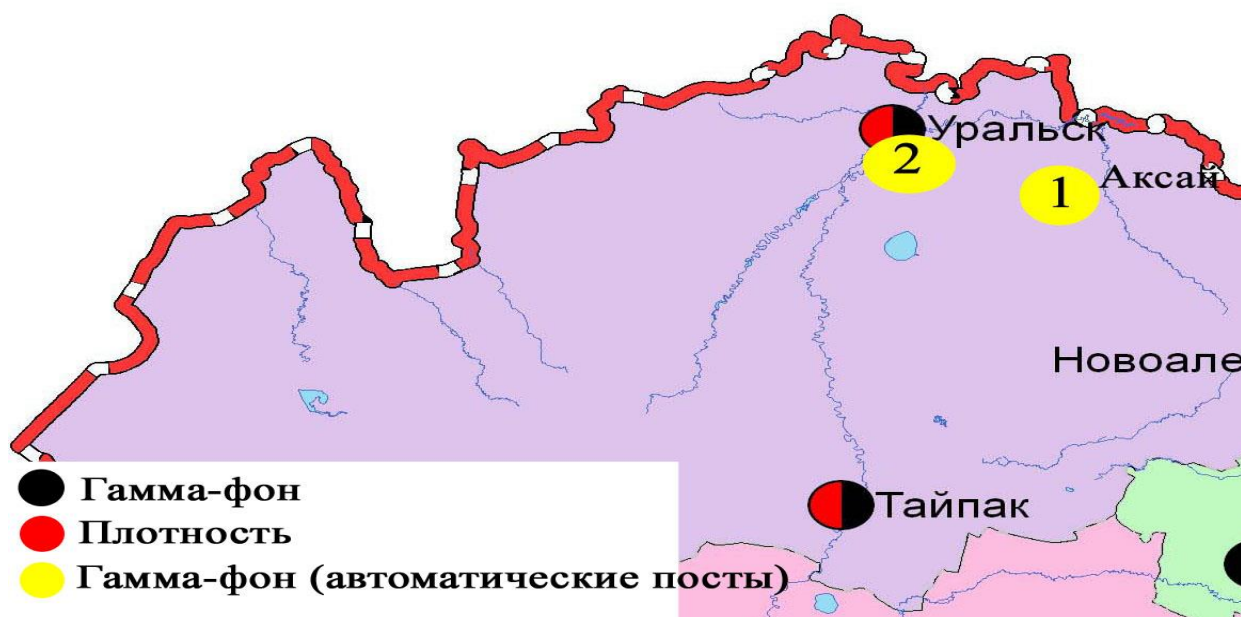 Уральск
2
1
Аксай
Новоале
Тайпак
Гамма-фон
Плотность
Гамма-фон (автоматические посты)